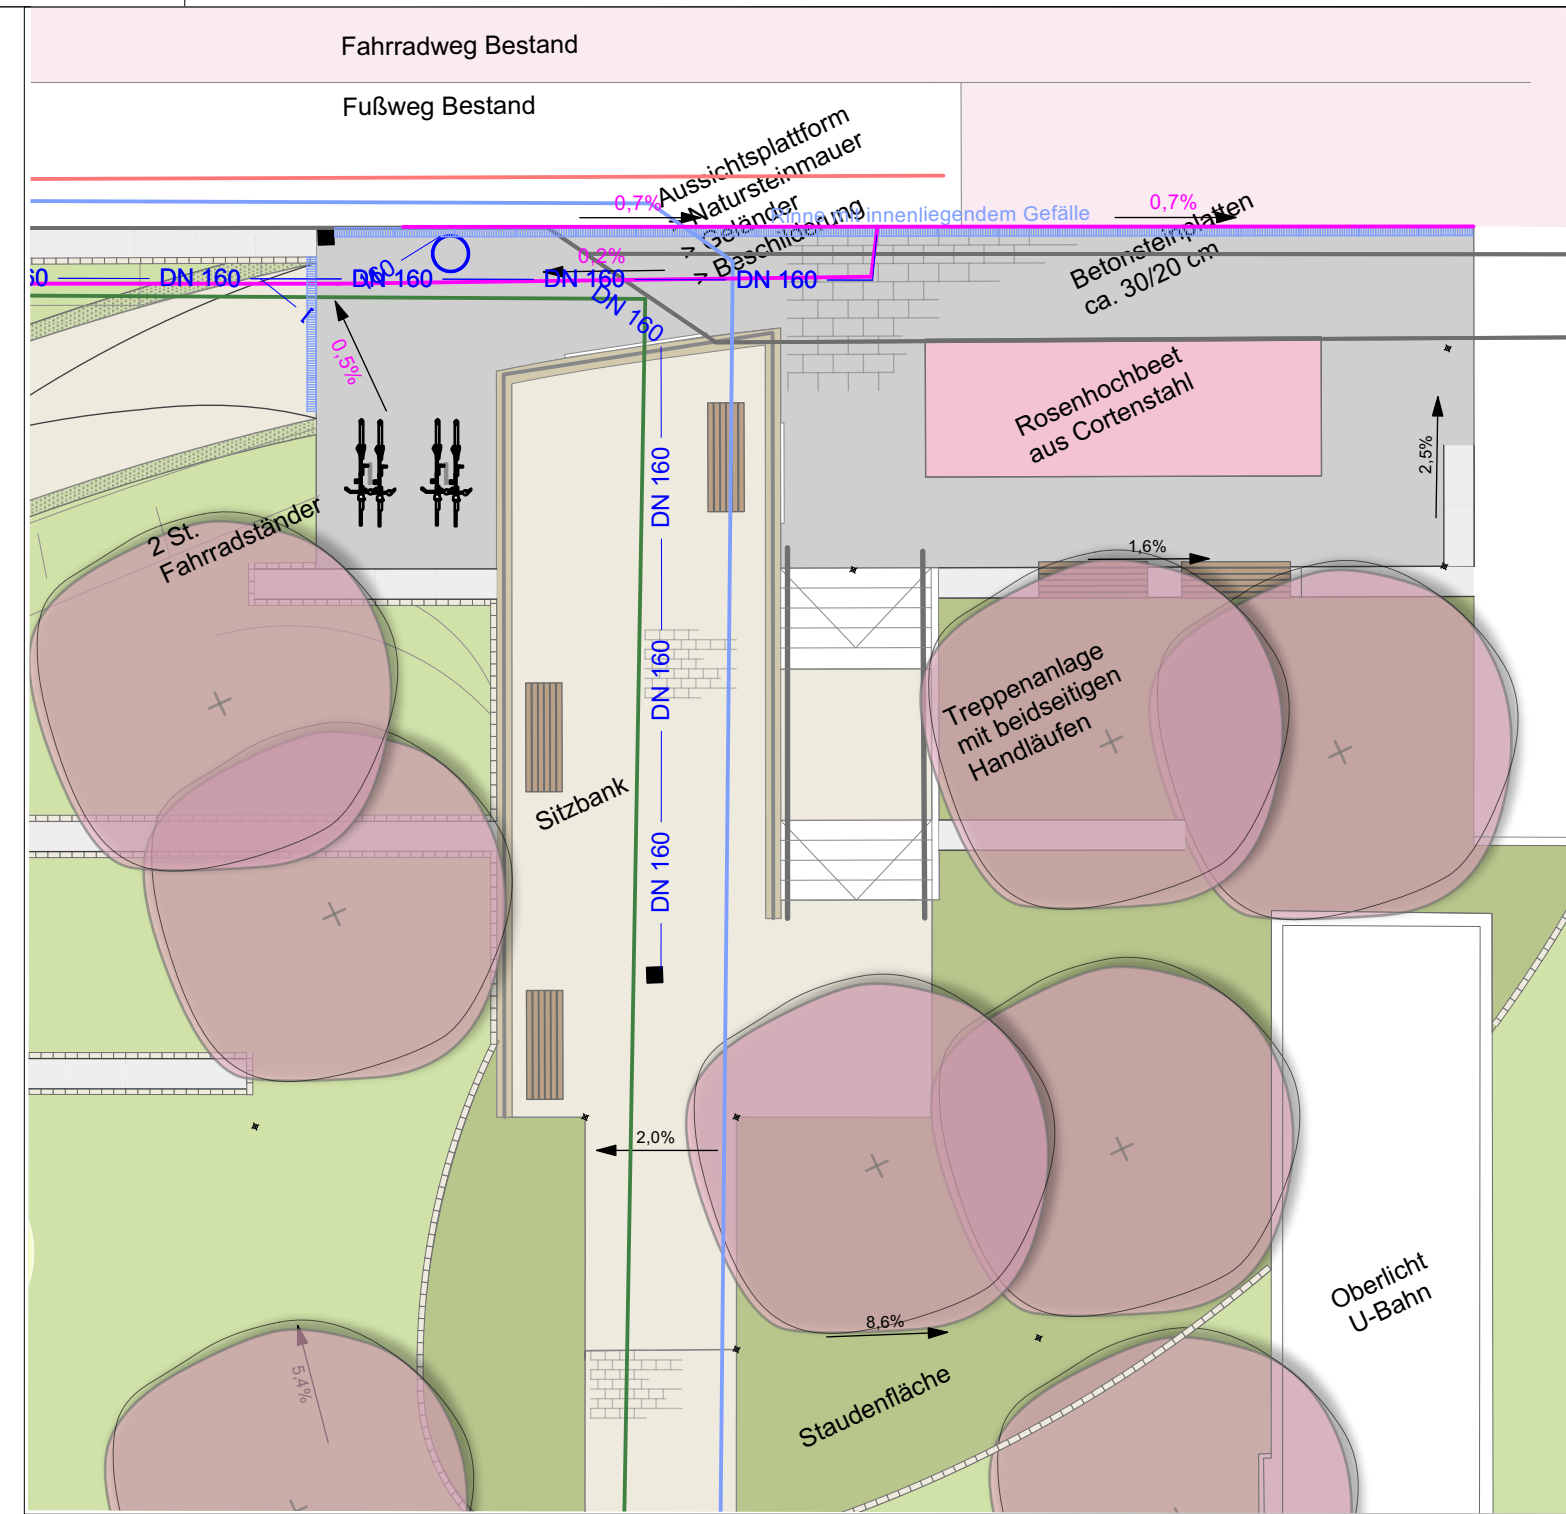 Fahrradweg Bestand
Fußweg Bestand
Aussichtsplattform
> Natursteinmauer
> Geländer
> Beschilderung
0,7%
Rinne mit innenliegendem Gefälle
0,7%
0,2%
Betonsteinplatten
ca. 30/20 cm
60
DN 160
160
DN 160
DN 160
DN 160
1
DN 160
0,5%
Rosenhochbeet
aus Cortenstahl
2,5%
DN 160
2 St.
Fahrradständer
1,6%
DN 160
Treppenanlage
mit beidseitigen
Handläufen
Sitzbank
DN 160
2,0%
8,6%
Oberlicht
U-Bahn
5,4%
Staudenfläche